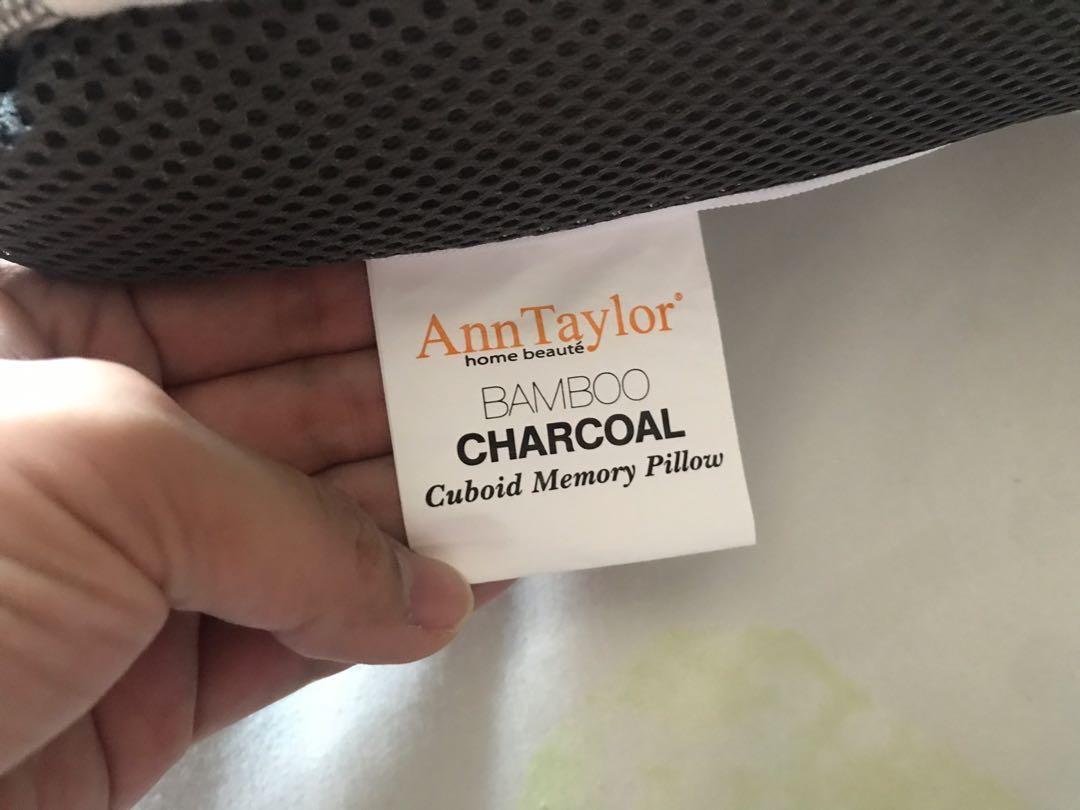 AnnTaylor®
home beauté
BAMBOO
CHARCOAL
Cuboid Memory Pillow